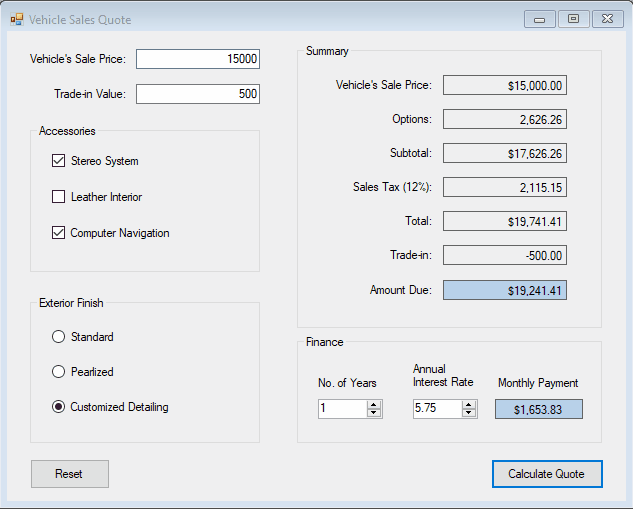 Vehicle Sales Quote
Vehicle's Sale Price: 15000
Trade-in Value: 500
Accessories
Stereo System
Leather Interior
Computer Navigation
Exterior Finish
Standard
Pearlized
Customized Detailing
Reset
Summary
Vehicle's Sale Price: $15,000.00
Options: 2,626.26
Subtotal: $17,626.26
Sales Tax (12%): 2,115.15
Total: $19,741.41
Trade-in: -500.00
Amount Due: $19,241.41
Finance
No. of Years
Annual
Interest Rate
Monthly Payment
1
5.75
$1,653.83
Calculate Quote